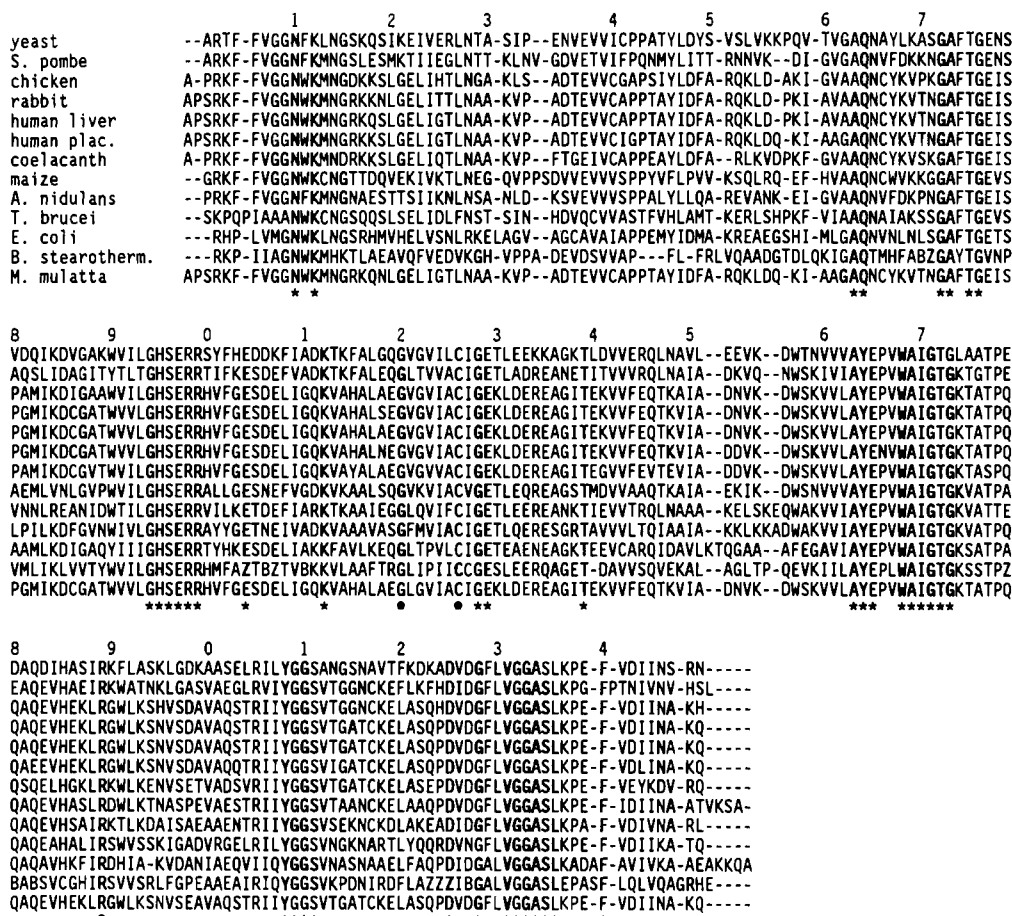 1 2 3 4 5 6 7
yeast --ARTF-FVGGNFKLNGSKQSIKEIVERLNTA-SIP--ENVEVVICPPATYLDYS-VSLVKKPQV-TVGAQNAYLKASGAFTGENS
S. pombe --ARKF-FVGGNFKMNGSLESMKTIIEGLNTT-KLNV-GDVETVIFPQNMYLITT-RNNVK--DI-GVGAQNVFDKKNGAFTGENS
chicken A-PRKF-FVGGNWKMNGDKKSLGELIHTLNGA-KLS--ADTEVVCGAPSIYLDFA-RQKLD-AKI-GVAAQNCYKVPKGAFTGEIS
rabbit APSRKF-FVGGNWKMNGRKKNLGELITTLNAA-KVP--ADTEVVCAPPTAYIDFA-RQKLD-PKI-AVAAQNCYKVTNGAFTGEIS
human liver APSRKF-FVGGNWKMNGRKQSLGELIGTLNAA-KVP--ADTEVVCAPPTAYIDFA-RQKLD-PKI-AVAAQNCYKVTNGAFTGEIS
human plac. APSRKF-FVGGNWKMNGRKKSLGELIGTLNAA-KVP--ADTEVVCIGPTAYIDFA-RQKLDQ-KI-AAGAQNCYKVTNGAFTGEIS
coelacanth A-PRKF-FVGGNWKMNDRKKSLGELIQTLNAA-KVP--FTGEIVCAPPEAYLDFA--RLKVDPKF-GVAAQNCYKVSKGAFTGEIS
maize --GRKF-FVGGNWKCNGTTDQVEKIVKTLNEG-QVPPSDVVEVVVSPPYVFLPVV-KSQLRQ-EF-HVAAQNCWVKKGGAFTGEVS
A. nidulans --PRKF-FVGGNFKMNGNAESTTSIIKNLNSA-NLD--KSVEVVVSPPALYLLQA-REVANK-EI-GVAAQNVFDKPNGAFTGEIS
T. brucei --SKPQPIAAANWKCNGSQQSLSELIDLFNST-SIN--HDVQCVVASTFVHLAMT-KERLSHPKF-VIAAQNAIAKSSGAFTGEVS
E. coli ---RHP-LVMGNWKLNGSRHMVHELVSNLRKELAGV--AGCAVAIAPPEMYIDMA-KREAEGSHI-MLGAQNVNLNLSGAFTGETS
B. stearotherm. ---RKP-IIAGNWKMHKTLAEAVQFVEDVKGH-VPPA-DEVDSVVAP---FL-FRLVQAADGTDLQKIGAQTMHFABZGAYTGVNP
M. mulatta APSRKF-FVGGNWKMNGRKQNLGELIGTLNAA-KVP--ADTEVVCAPPTAYIDFA-RQKLDQ-KI-AAGAQNCYKVTNGAFTGEIS
* * ** ** **
8 9 0 1 2 3 4 5 6 7
VDQIKDVGAKWVILGHSERRSYFHEDDKFIADKTKFALGQGVGVILCIGETLEEKKAGKTLDVVERQLNAVL--EEVK--DWTNVVVAYEPVWAIGTGLAATPE
AQSLIDAGITYTLTGHSERRTIFKESDEFVADKTKFALEQGLTVVACIGETLADREANETITVVVRQLNAIA--DKVQ--NWSKIVIAYEPVWAIGTGKTGTPE
PAMIKDIGAAWVILGHSERRHVFGESDELIGQKVAHALAEGVGVIACIGEKLDEREAGITEKVVFEQTKAIA--DNVK--DWSKVVLAYEPVWAIGTGKTATPQ
PGMIKDCGATWVVLGHSERRHVFGESDELIGQKVAHALSEGVGVIACIGEKLDEREAGITEKVVFEQTKVIA--DNVK--DWSKVVLAYEPVWAIGTGKTATPQ
PGMIKDCGATWVVLGHSERRHVFGESDELIGQKVAHALAEGVGVIACIGEKLDEREAGITEKVVFEQTKVIA--DNVK--DWSKVVLAYEPVWAIGTGKTATPQ
PGMIKDCGATWVVLGHSERRHVFGESDELIGQKVAHALNEGVGVIACIGEKLDEREAGITEKVVFEQTKVIA--DNVK--DWSKVVLAYENVWAIGTGKTATPQ
PAMIKDCGVTWVILGHSERRHVFGESDELIGQKVAYALAEGVGVVACIGEKLDEREAGITEGVVFEVTEVIA--DDVK--DWSKVVLAYEPVWAIGTGKTASPQ
AEMLVNLGVPWVILGHSERRALLGESNEFVGDKVKAALSQGVKVIACVGETLEQREAGSTMDVVAAQTKAIA--EKIK--DWSNVVVAYEPVWAIGTGKVATPA
VNNLREANIDWTILGHSERRVILKETDEFIARKTKAAIEGGLQVIFCIGETLEEREANKTIEVVTRQLNAAA--KELSKEQWAKVVIAYEPVWAIGTGKVATTE
LPILKDFGVNWIVLGHSERRAYYGETNEIVADKVAAAVASGFMVIACIGETLQERESGRTAVVVLTQIAAIA--KKLKKADWAKVVIAYEPVWAIGTGKVATPQ
AAMLKDIGAQYIIIGHSERRTYHKESDELIAKKFAVLKEQGLTPVLCIGETEAENEAGKTEEVCARQIDAVLKTQGAA--AFEGAVIAYEPVWAIGTGKSATPA
VMLIKLVVTYWVILGHSERRHMFAZTBZTVBKKVLAAFTRGLIPIICCGESLEERQAGET-DAVVSQVEKAL--AGLTP-QEVKIILAYEPLWAIGTGKSSTPZ
PGMIKDCGATWVVLGHSERRHVFGESDELIGQKVAHALAEGLGVIACIGEKLDEREAGITEKVVFEQTKVIA--DNVK--DWSKVVLAYEPVWAIGTGKTATPQ
****** * * ● ● ** * *** ******
8 9 0 1 2 3 4
DAQDIHASIRKFLASKLGDKAASELRILYGGSANGSNAVTFKDKADVDGFLVGGASLKPE-F-VDIINS-RN-----
EAQEVHAEIRKWATNKLGASVAEGLRVIYGGSVTGGNCKEFLKFHDIDGFLVGGASLKPG-FPTNIVNV-HSL----
QAQEVHEKLRGWLKSHVSDAVAQSTRIIYGGSVTGGNCKELASQHDVDGFLVGGASLKPE-F-VDIINA-KH-----
QAQEVHEKLRGWLKSNVSDAVAQSTRIIYGGSVTGATCKELASQPDVDGFLVGGASLKPE-F-VDIINA-KQ-----
QAQEVHEKLRGWLKSNVSDAVAQSTRIIYGGSVTGATCKELASQPDVDGFLVGGASLKPE-F-VDIINA-KQ-----
QAEEVHEKLRGWLKSNVSDAVAQQTRIIYGGSVIGATCKELASQPDVDGFLVGGASLKPE-F-VDLINA-KQ-----
QSQELHGKLRKWLKENVSETVADSVRIIYGGSVTGATCKELASEPDVDGFLVGGASLKPE-F-VEYKDV-RQ-----
QAQEVHASLRDWLKTNASPEVAESTRIIYGGSVTAANCKELAAQPDVDGFLVGGASLKPE-F-IDIINA-ATVKSA-
QAQEVHSAIRKTLKDAISAEAAENTRIIYGGSVSEKNCKDLAKEADIDGFLVGGASLKPA-F-VDIVNA-RL-----
QAQEAHALIRSWVSSKIGADVRGELRILYGGSVNGKNARTLYQQRDVNGFLVGGASLKPE-F-VDIIKA-TQ-----
QAQAVHKFIRDHIA-KVDANIAEQVIIQYGGSVNASNAAELFAQPDIDGALVGGASLKADAF-AVIVKA-AEAKKQA
BABSVCGHIRSVVSRLFGPEAAEAIRIQYGGSVKPDNIRDFLAZZZIBGALVGGASLEPASF-LQLVQAGRHE----
QAQEVHEKLRGWLKSNVSEAVAQSTRIIYGGSVTGATCKELASQPDVDGFLVGGASLKPE-F-VDIINA-KQ-----